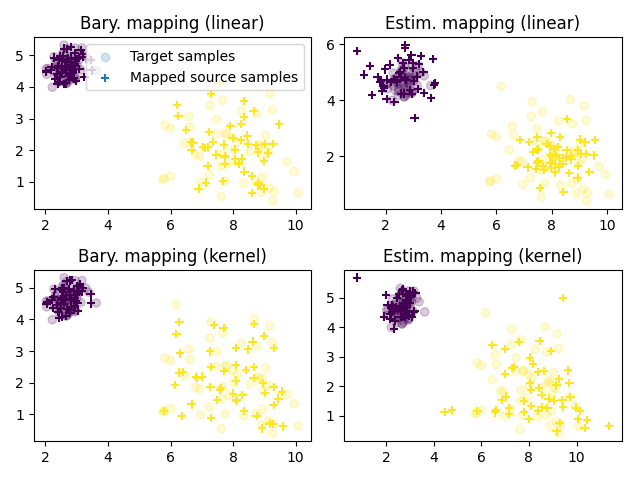 Bary. mapping (linear)
Estim. mapping (linear)
Target samples
Mapped source samples
5
4
3
2
1
2 4 6 8 10
6
4
2
2 4 6 8 10
Bary. mapping (kernel)
Estim. mapping (kernel)
5
4
3
2
1
2 4 6 8 10
5
4
3
2
1
2 4 6 8 10